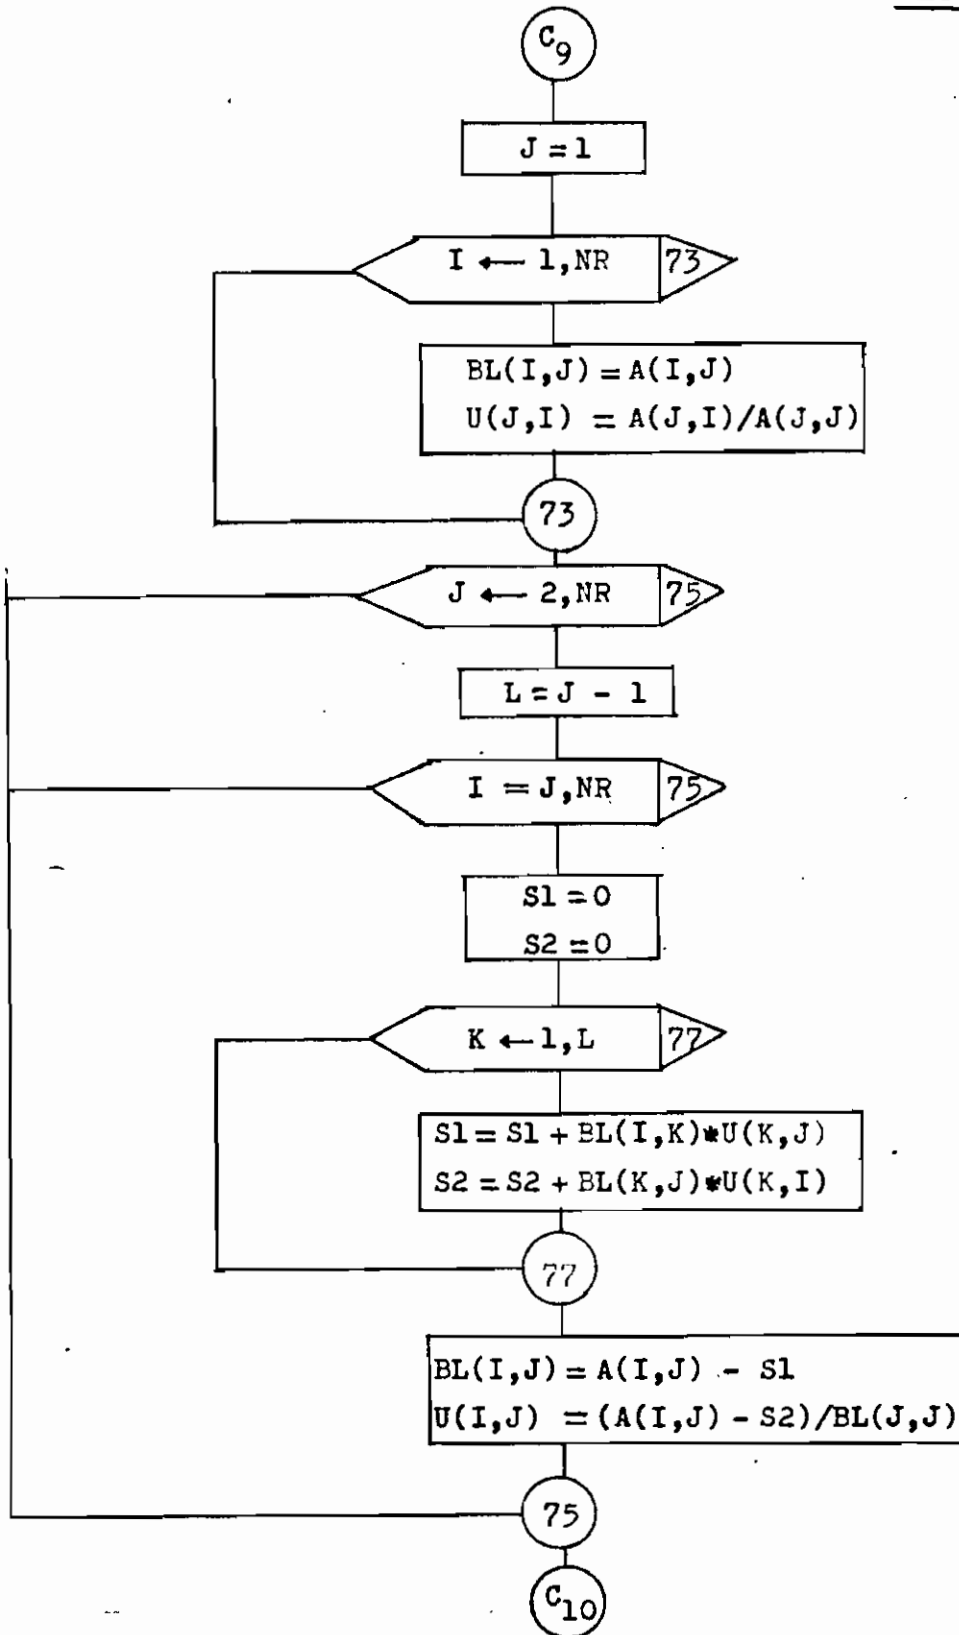 C9
J = 1
I ← 1,NR 73
BL(I,J) = A(I,J)
U(J,I) = A(J,I)/A(J,J)
73
J ← 2,NR 75
L = J - 1
I = J,NR 75
S1 = 0
S2 = 0
K ← 1,L 77
S1 = S1 + BL(I,K)*U(K,J)
S2 = S2 + BL(K,J)*U(K,I)
77
BL(I,J) = A(I,J) - S1
U(I,J) = (A(I,J) - S2)/BL(J,J)
75
C10